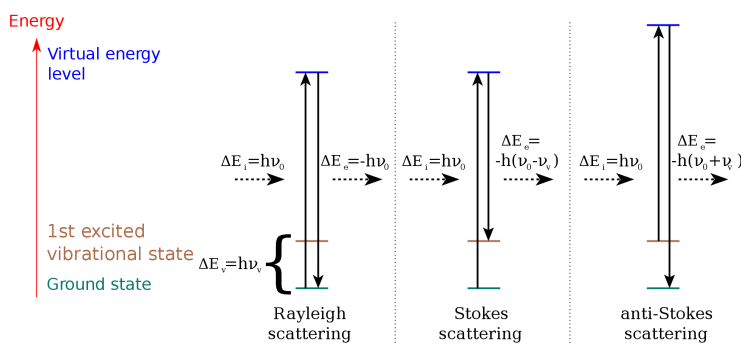 Energy
Virtual energy
level
ΔEᵢ=hν₀
ΔEₑ=-hν₀
ΔEᵢ=hν₀
ΔEₑ=
-h(ν₀-νᵥ)
ΔEᵢ=hν₀
ΔEₑ=
-h(ν₀+νᵥ)
1st excited
vibrational state
ΔEᵥ=hνᵥ
Ground state
Rayleigh
scattering
Stokes
scattering
anti-Stokes
scattering